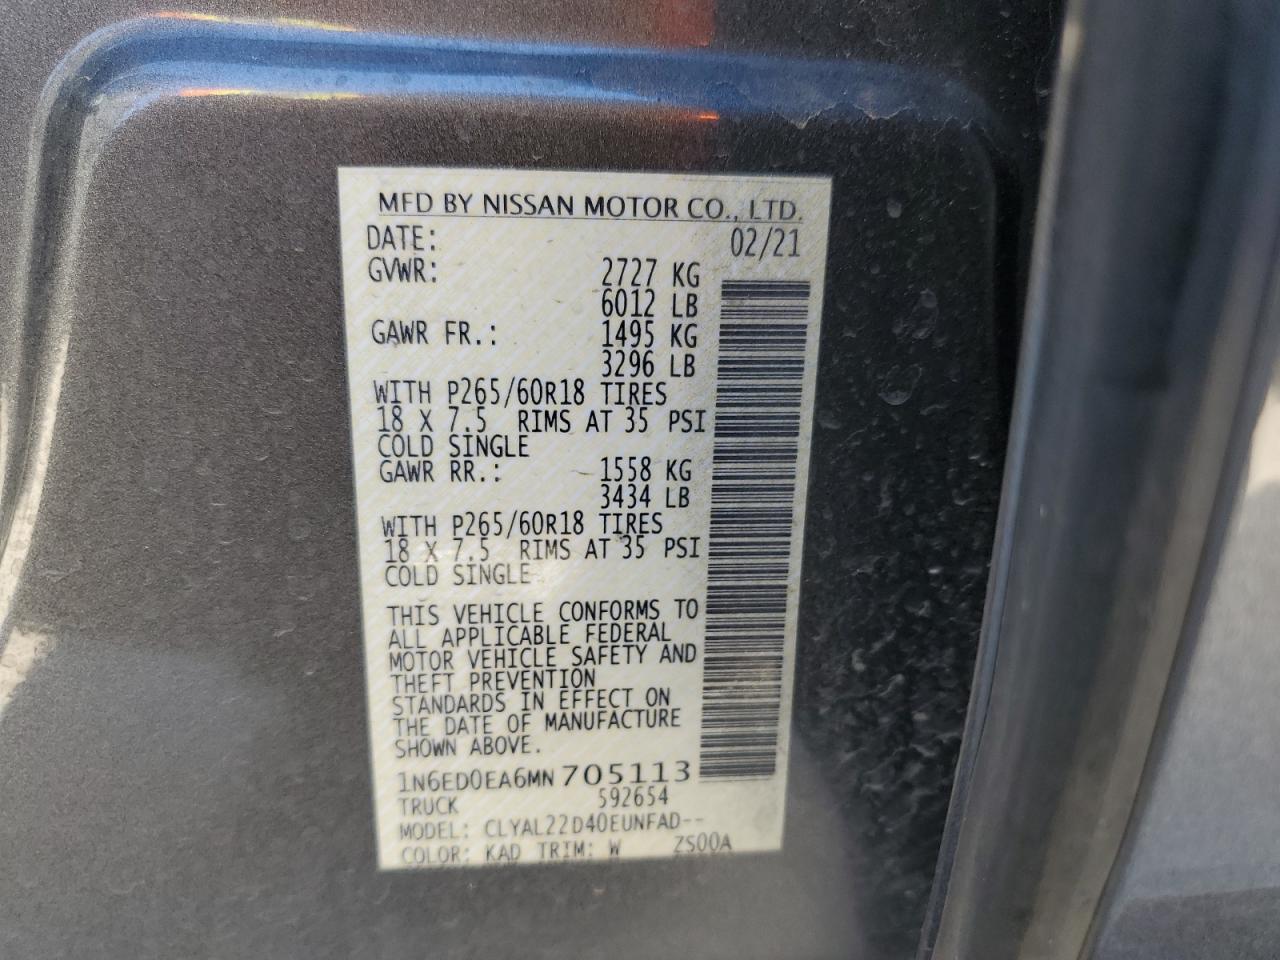 MFD BY NISSAN MOTOR CO., LTD.
DATE: 02/21
GVWR: 2727 KG
6012 LB
GAWR FR.: 1495 KG
3296 LB
WITH P265/60R18 TIRES
18 X 7.5 RIMS AT 35 PSI
COLD SINGLE
GAWR RR.: 1558 KG
3434 LB
WITH P265/60R18 TIRES
18 X 7.5 RIMS AT 35 PSI
COLD SINGLE
THIS VEHICLE CONFORMS TO
ALL APPLICABLE FEDERAL
MOTOR VEHICLE SAFETY AND
THEFT PREVENTION
STANDARDS IN EFFECT ON
THE DATE OF MANUFACTURE
SHOWN ABOVE.
1N6ED0EA6MN705113
TRUCK 592654
MODEL: CLYAL22D40EUNFAD--
COLOR: KAD TRIM: W ZS00A